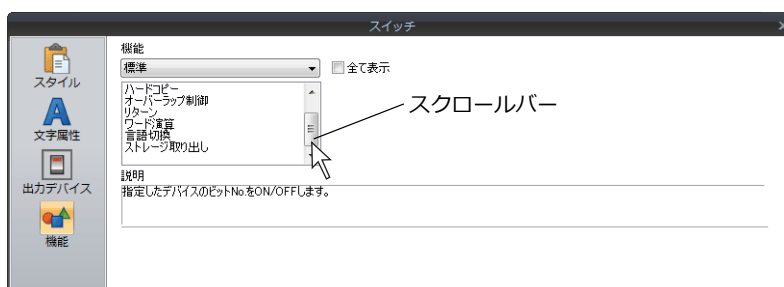 スイッチ
スタイル
文字属性
出力デバイス
機能
機能
標準
全て表示
ハードコピー
オーバーラップ制御
リターン
ワード演算
言語切換
ストレージ取り出し
スクロールバー
説明
指定したデバイスのビットNo.をON/OFFします。